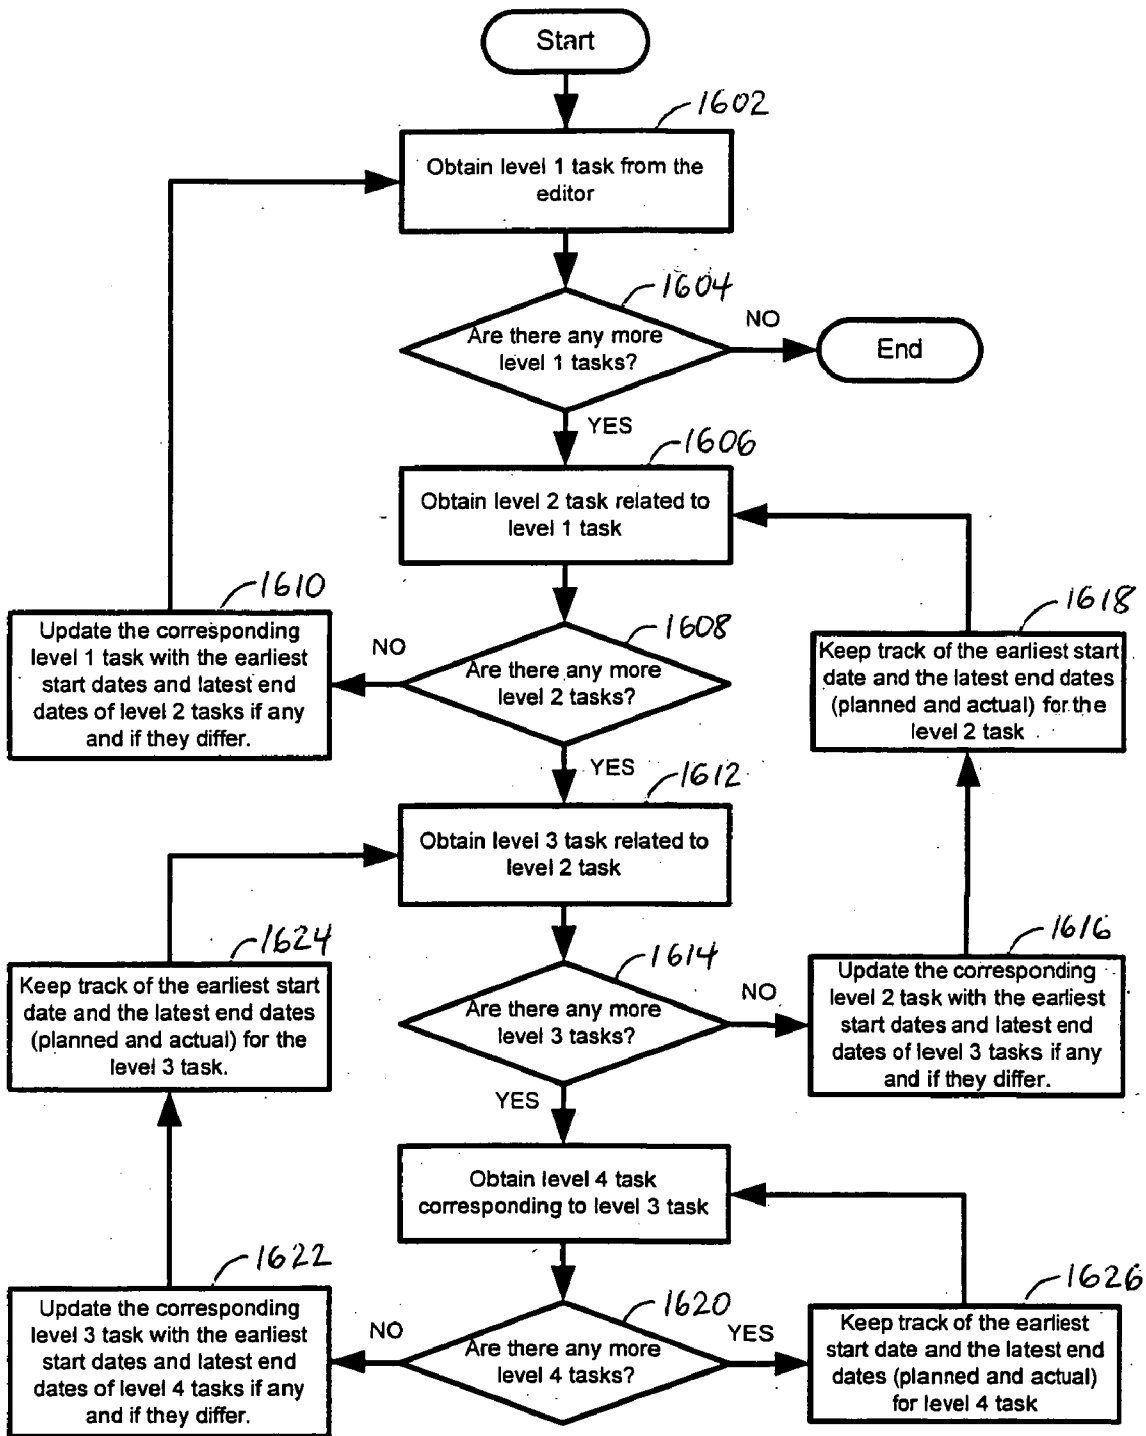 Start
1602
Obtain level 1 task from the
editor
1604
Are there any more
level 1 tasks?
NO
End
YES
1606
Obtain level 2 task related to
level 1 task
1610
Update the corresponding
level 1 task with the earliest
start dates and latest end
dates of level 2 tasks if any
and if they differ.
NO
1608
Are there any more
level 2 tasks?
1618
Keep track of the earliest start
date and the latest end dates
(planned and actual) for the
level 2 task
YES
1612
Obtain level 3 task related to
level 2 task
1624
Keep track of the earliest start
date and the latest end dates
(planned and actual) for the
level 3 task.
1614
Are there any more
level 3 tasks?
NO
1616
Update the corresponding
level 2 task with the earliest
start dates and latest end
dates of level 3 tasks if any
and if they differ.
YES
Obtain level 4 task
corresponding to level 3 task
1622
Update the corresponding
level 3 task with the earliest
start dates and latest end
dates of level 4 tasks if any
and if they differ.
NO
1620
Are there any more
level 4 tasks?
YES
1626
Keep track of the earliest
start date and the latest end
dates (planned and actual)
for level 4 task